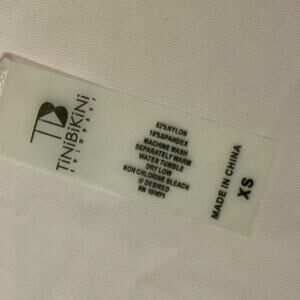 TB
TiNiBiKiNi
82%NYLON
18%SPANDEX
MACHINE WASH
SEPARATELY WARM
WATER TUMBLE
DRY LOW
NON CHLORINE BLEACH
IF DESIRED
MADE IN CHINA
XS